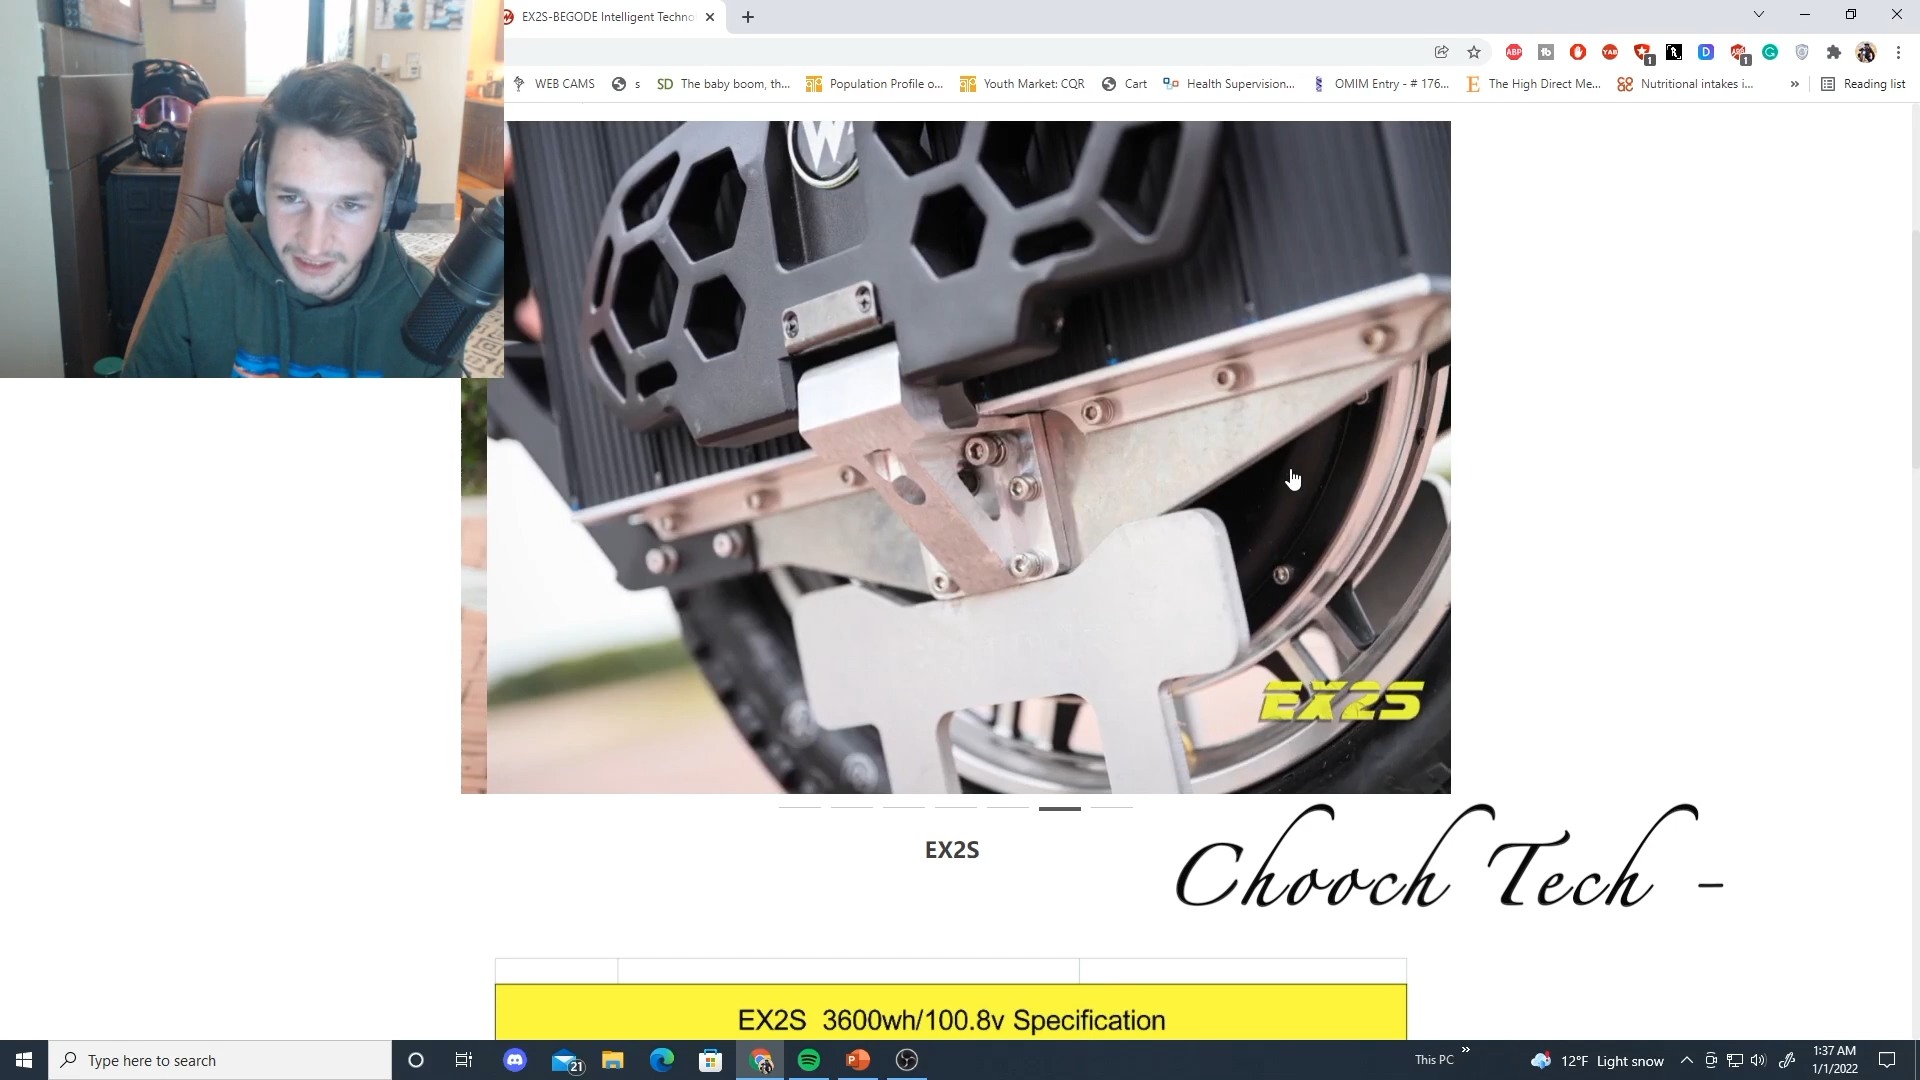 EX2S-BEGODE Intelligent Techno
WEB CAMS
s
SD The baby boom, th...
Population Profile o...
Youth Market: CQR
Cart
Health Supervision...
OMIM Entry - # 176...
The High Direct Me...
Nutritional intakes i...
»
Reading list
W
EX2S
EX2S
Chooch Tech -
EX2S 3600wh/100.8v Specification
Type here to search
21
This PC
»
12°F Light snow
1:37 AM
1/1/2022